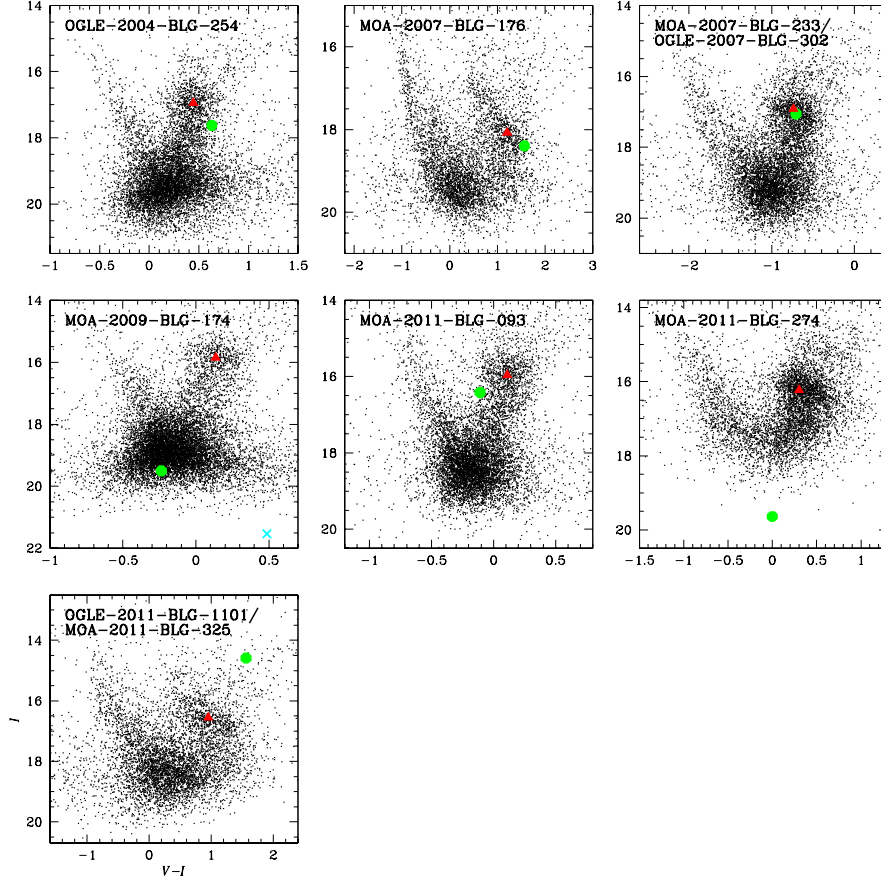 OGLE-2004-BLG-254
14
16
18
20
-1 -0.5 0 0.5 1 1.5
MOA-2007-BLG-176
14
16
18
20
-2 -1 0 1 2 3
MOA-2007-BLG-233/
OGLE-2007-BLG-302
14
16
18
20
-2 -1 0
MOA-2009-BLG-174
14
16
18
20
22
-1 -0.5 0 0.5
MOA-2011-BLG-093
14
16
18
20
-1 -0.5 0 0.5
MOA-2011-BLG-274
14
16
18
20
-1.5 -1 -0.5 0 0.5 1
OGLE-2011-BLG-1101/
MOA-2011-BLG-325
14
16
18
20
I
-1 0 1 2
V-I